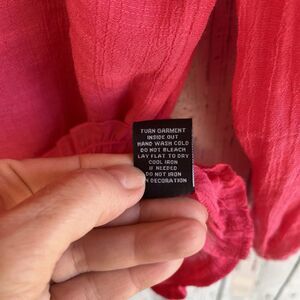 TURN GARMENT
INSIDE OUT
HAND WASH COLD
DO NOT BLEACH
LAY FLAT TO DRY
COOL IRON
IF NEEDED
DO NOT IRON
DECORATION